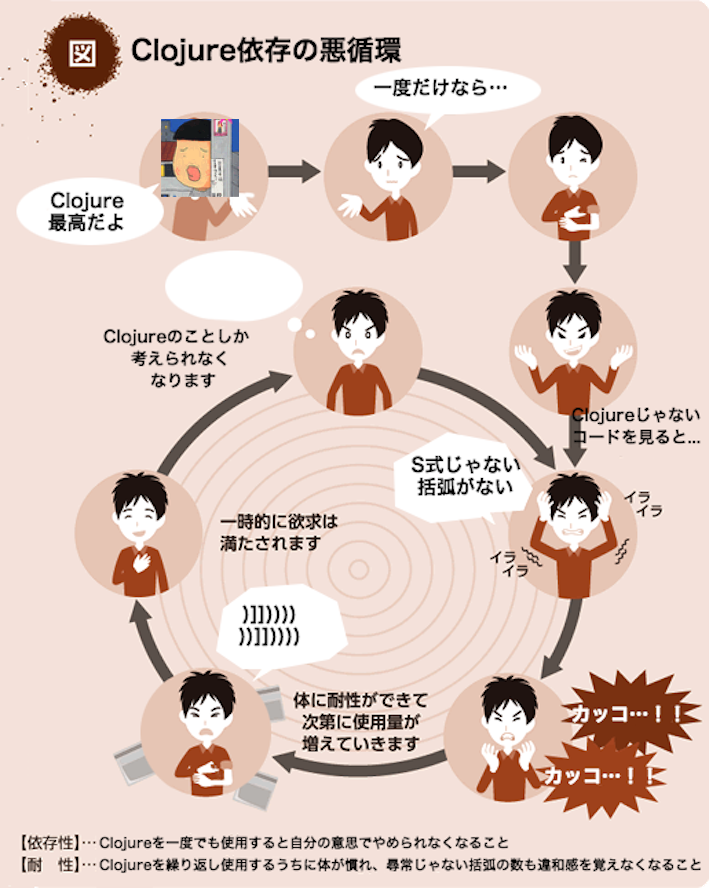 図
Clojure依存の悪循環
一度だけなら…
Clojure
最高だよ
Clojureのことしか
考えられなく
なります
Clojureじゃない
コードを見ると...
S式じゃない
括弧がない
イラ
イラ
イラ
イラ
一時的に欲求は
満たされます
)]]))))
))]]))))
体に耐性ができて
次第に使用量が
増えていきます
カッコ…！！
カッコ…！！
【依存性】…Clojureを一度でも使用すると自分の意思でやめられなくなること
【耐　性】…Clojureを繰り返し使用するうちに体が慣れ、尋常じゃない括弧の数も違和感を覚えなくなること